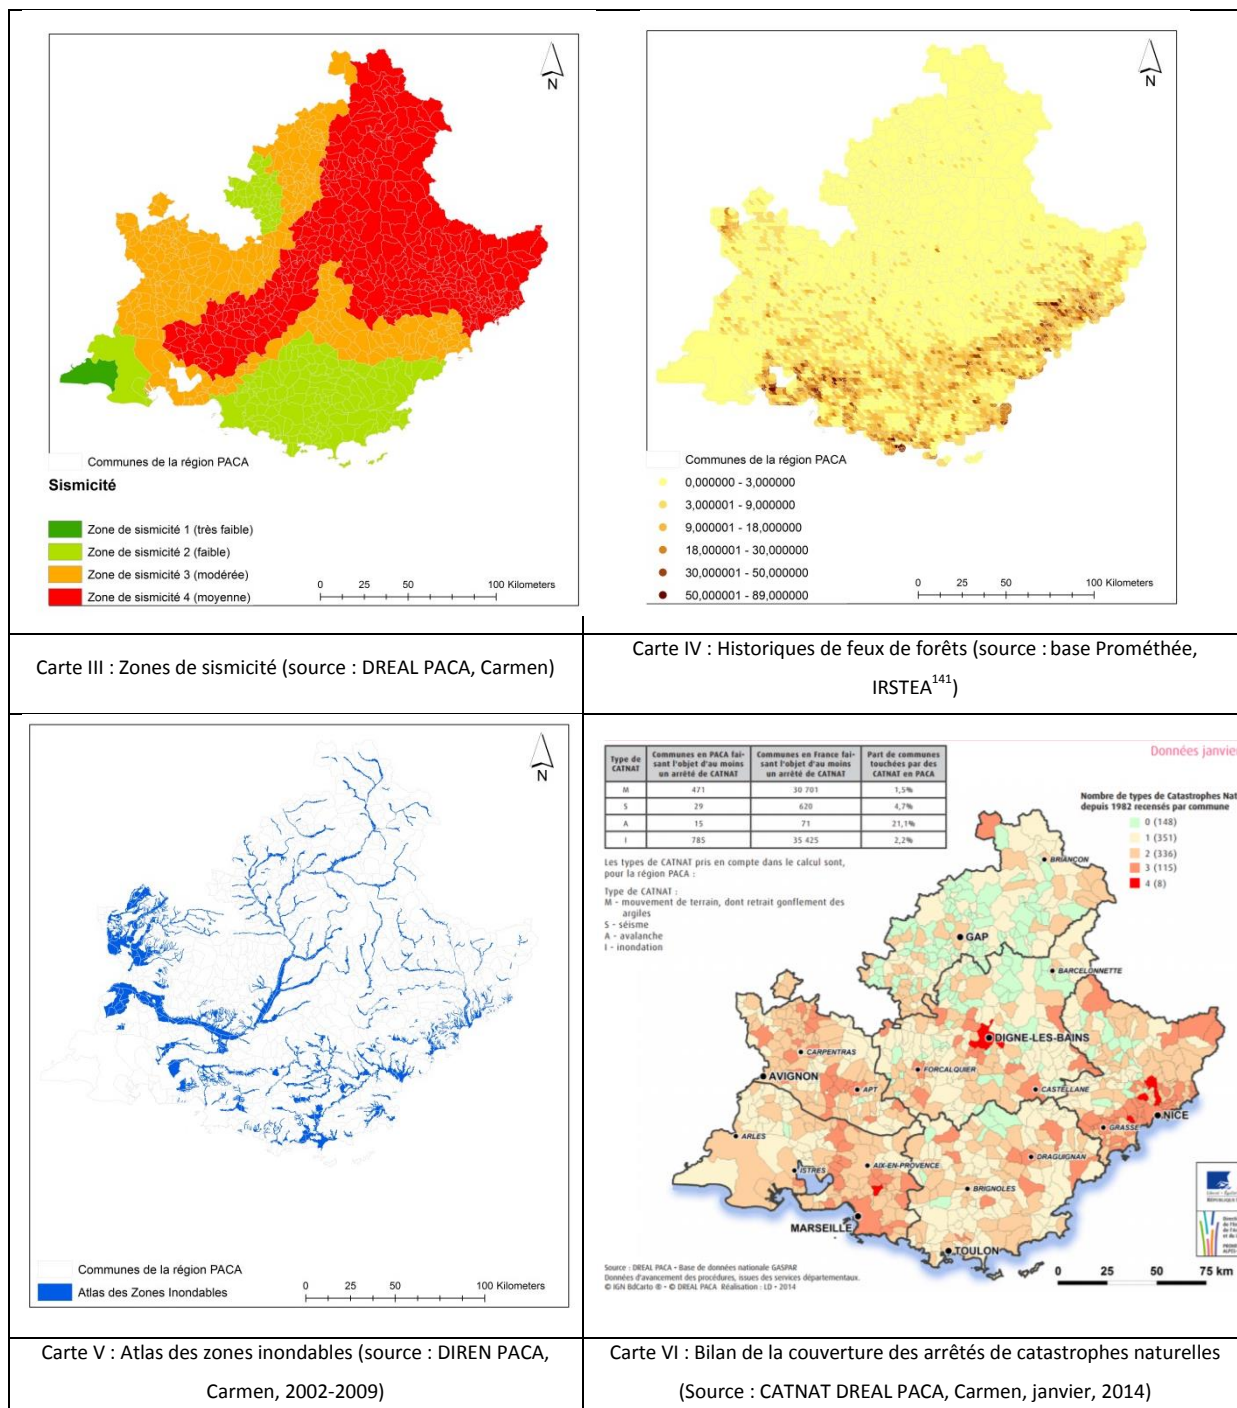 N
Communes de la région PACA
Sismicité
Zone de sismicité 1 (très faible)
Zone de sismicité 2 (faible)
Zone de sismicité 3 (modérée)
Zone de sismicité 4 (moyenne)
0 25 50 100 Kilometers
N
Communes de la région PACA
0,000000 - 3,000000
3,000001 - 9,000000
9,000001 - 18,000000
18,000001 - 30,000000
30,000001 - 50,000000
50,000001 - 89,000000
0 25 50 100 Kilometers
Carte III : Zones de sismicité (source : DREAL PACA, Carmen)
Carte IV : Historiques de feux de forêts (source : base Prométhée,
IRSTEA141)
N
Communes de la région PACA
Atlas des Zones Inondables
0 25 50 100 Kilometers
Données janvier
Type de CATNAT
Communes en PACA faisant l'objet d'au moins un arrêté de CATNAT
Communes en France faisant l'objet d'au moins un arrêté de CATNAT
Part de communes touchées par des CATNAT en PACA
M 471 30 701 1,5%
S 29 620 4,7%
A 15 71 21,1%
I 785 35 425 2,2%
Nombre de types de Catastrophes Nat
depuis 1982 recensés par commune
0 (148)
1 (351)
2 (336)
3 (115)
4 (8)
Les types de CATNAT pris en compte dans le calcul sont,
pour la région PACA :
Type de CATNAT :
M - mouvement de terrain, dont retrait gonflement des
argiles
S - séisme
A - avalanche
I - inondation
BRIANÇON
GAP
BARCELONNETTE
DIGNE-LES-BAINS
CARPENTRAS
FORCALQUIER
AVIGNON
APT
CASTELLANE
NICE
GRASSE
ARLES
DRAGUIGNAN
ISTRES
AIX-EN-PROVENCE
BRIGNOLES
MARSEILLE
TOULON
Source : DREAL PACA - Base de données nationale GASPAR
Données d'avancement des procédures, issues des services départementaux.
© IGN BdCarto ® - © DREAL PACA Réalisation : LD - 2014
0 25 50 75 km
Carte V : Atlas des zones inondables (source : DIREN PACA,
Carmen, 2002-2009)
Carte VI : Bilan de la couverture des arrêtés de catastrophes naturelles
(Source : CATNAT DREAL PACA, Carmen, janvier, 2014)